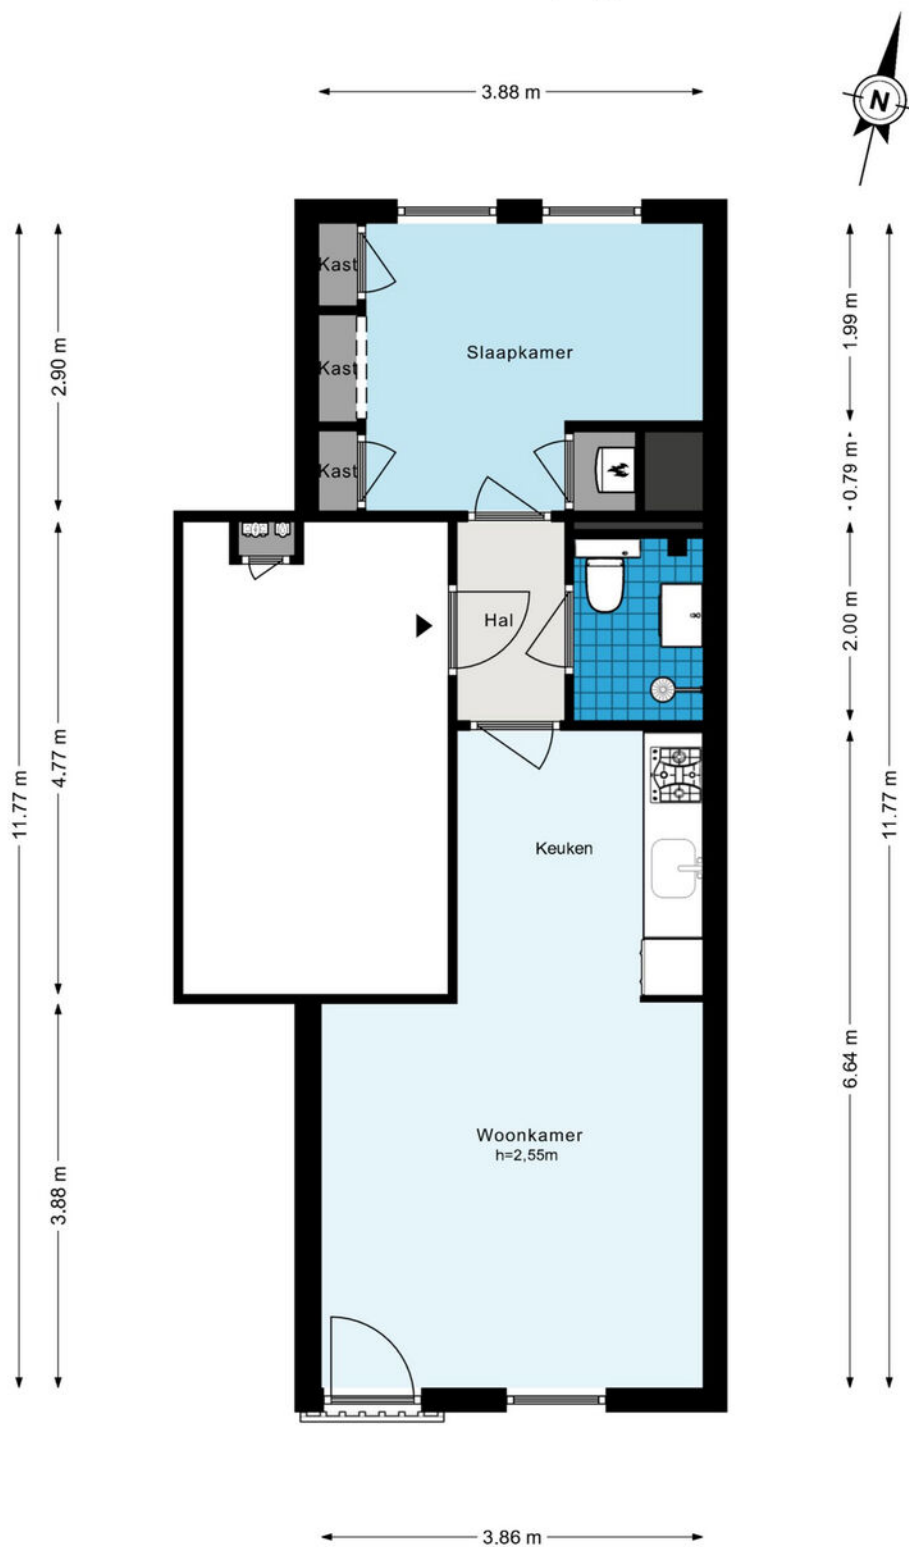 3.88 m
N
Kast
Kast
Kast
Slaapkamer
2.90 m
1.99 m
0.79 m
Hal
2.00 m
4.77 m
11.77 m
11.77 m
Keuken
6.64 m
Woonkamer
h=2,55m
3.88 m
3.86 m